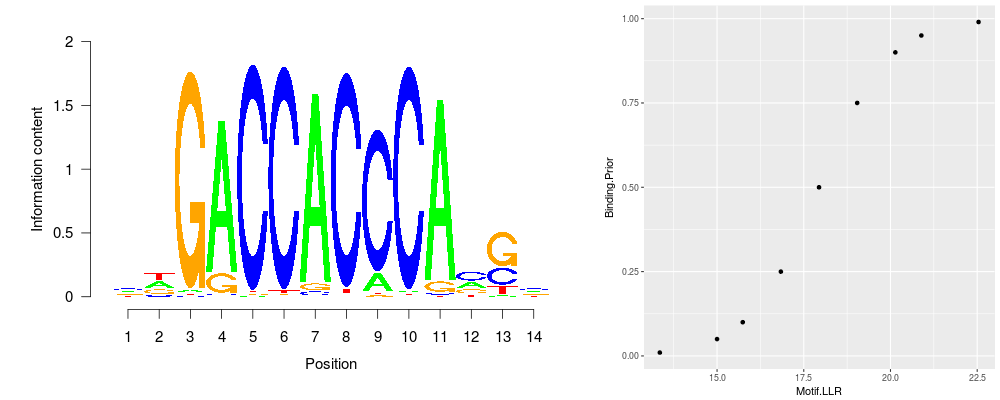 2
1.5
1
0.5
0
Information content
T A G A C C A C C C A C G
G G A G A C
T
1 2 3 4 5 6 7 8 9 10 11 12 13 14
Position
1.00
0.75
0.50
0.25
0.00
Binding.Prior
15.0 17.5 20.0 22.5
Motif.LLR